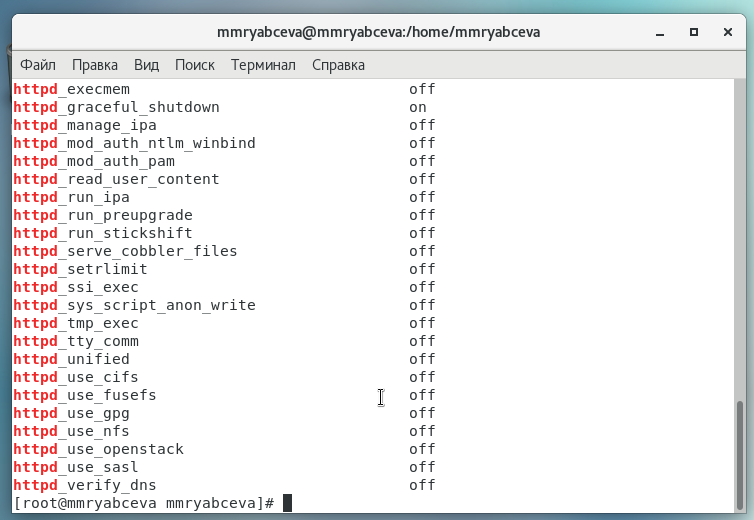 mmryabceva@mmryabceva:/home/mmryabceva
Файл Правка Вид Поиск Терминал Справка
httpd_execmem off
httpd_graceful_shutdown on
httpd_manage_ipa off
httpd_mod_auth_ntlm_winbind off
httpd_mod_auth_pam off
httpd_read_user_content off
httpd_run_ipa off
httpd_run_preupgrade off
httpd_run_stickshift off
httpd_serve_cobbler_files off
httpd_setrlimit off
httpd_ssi_exec off
httpd_sys_script_anon_write off
httpd_tmp_exec off
httpd_tty_comm off
httpd_unified off
httpd_use_cifs off
httpd_use_fusefs off
httpd_use_gpg off
httpd_use_nfs off
httpd_use_openstack off
httpd_use_sasl off
httpd_verify_dns off
[root@mmryabceva mmryabceva]#